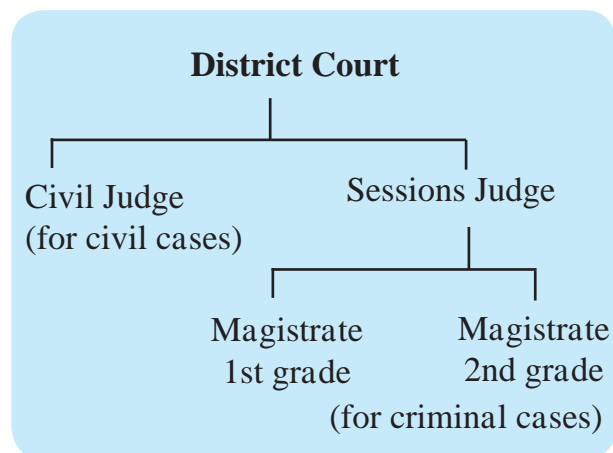 District Court
Civil Judge
(for civil cases)
Sessions Judge
Magistrate
1st grade
Magistrate
2nd grade
(for criminal cases)